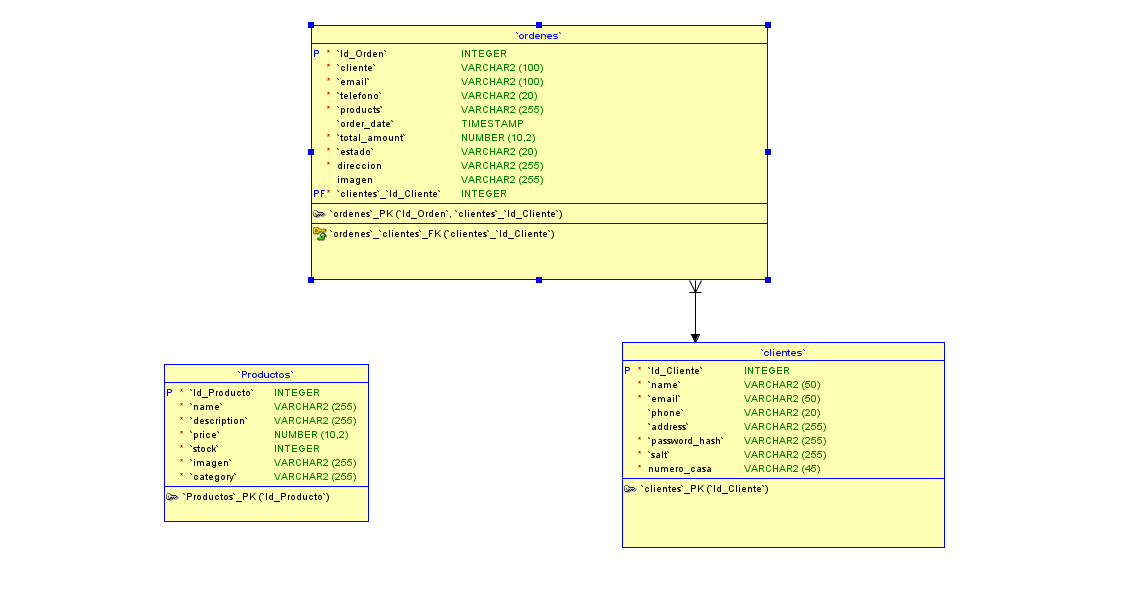 `ordenes`
P * `Id_Orden` INTEGER
* `cliente` VARCHAR2 (100)
* `email` VARCHAR2 (100)
* `telefono` VARCHAR2 (20)
* `products` VARCHAR2 (255)
`order_date` TIMESTAMP
* `total_amount` NUMBER (10,2)
* `estado` VARCHAR2 (20)
* direccion VARCHAR2 (255)
imagen VARCHAR2 (255)
PF* `clientes`_`Id_Cliente` INTEGER
`ordenes`_PK (`Id_Orden`, `clientes`_`Id_Cliente`)
`ordenes`_`clientes`_FK (`clientes`_`Id_Cliente`)
`Productos`
P * `Id_Producto` INTEGER
* `name` VARCHAR2 (255)
* `description` VARCHAR2 (255)
* `price` NUMBER (10,2)
* `stock` INTEGER
* `imagen` VARCHAR2 (255)
* `category` VARCHAR2 (255)
`Productos`_PK (`Id_Producto`)
`clientes`
P * `Id_Cliente` INTEGER
* `name` VARCHAR2 (50)
* `email` VARCHAR2 (50)
`phone` VARCHAR2 (20)
`address` VARCHAR2 (255)
* `password_hash` VARCHAR2 (255)
* `salt` VARCHAR2 (255)
* numero_casa VARCHAR2 (45)
`clientes`_PK (`Id_Cliente`)